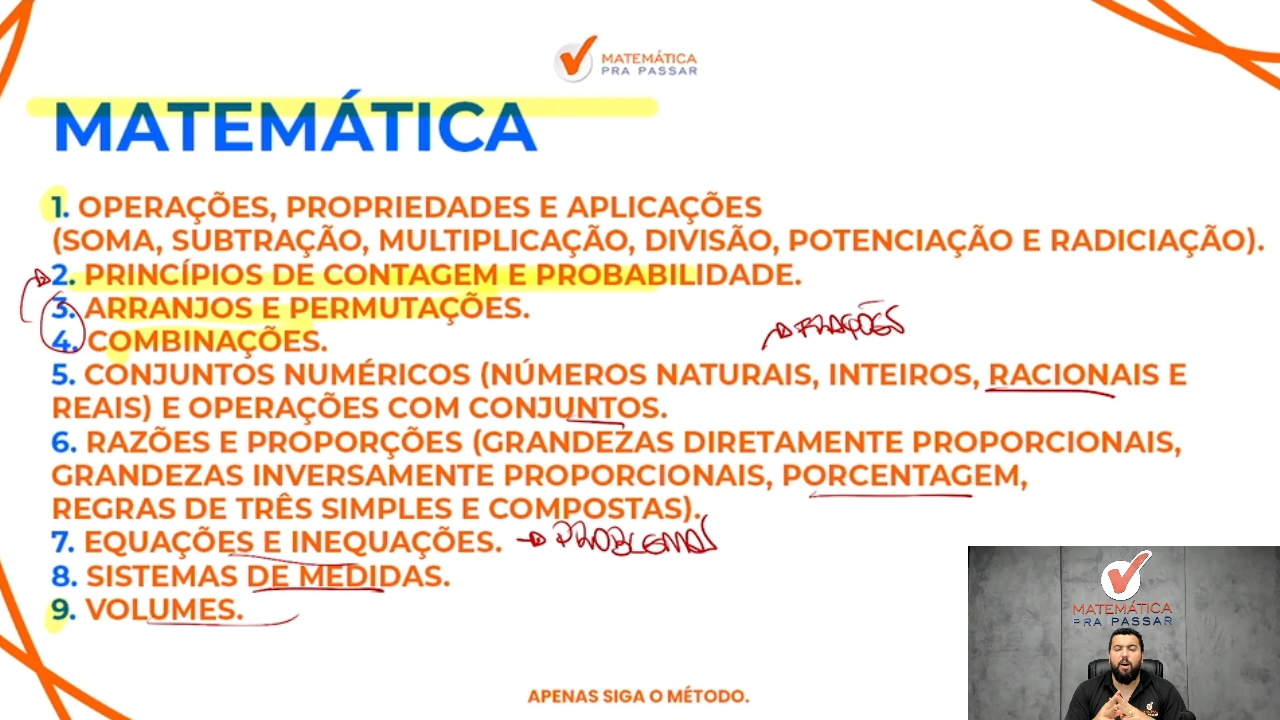 MATEMÁTICA
PRA PASSAR
MATEMÁTICA
1. OPERAÇÕES, PROPRIEDADES E APLICAÇÕES
(SOMA, SUBTRAÇÃO, MULTIPLICAÇÃO, DIVISÃO, POTENCIAÇÃO E RADICIAÇÃO).
2. PRINCÍPIOS DE CONTAGEM E PROBABILIDADE.
3. ARRANJOS E PERMUTAÇÕES.
FRAÇÕES
4. COMBINAÇÕES.
5. CONJUNTOS NUMÉRICOS (NÚMEROS NATURAIS, INTEIROS, RACIONAIS E
REAIS) E OPERAÇÕES COM CONJUNTOS.
6. RAZÕES E PROPORÇÕES (GRANDEZAS DIRETAMENTE PROPORCIONAIS,
GRANDEZAS INVERSAMENTE PROPORCIONAIS, PORCENTAGEM,
REGRAS DE TRÊS SIMPLES E COMPOSTAS).
7. EQUAÇÕES E INEQUAÇÕES. → PROBLEMAS
8. SISTEMAS DE MEDIDAS.
9. VOLUMES.
MATEMÁTICA
PRA PASSAR
APENAS SIGA O MÉTODO.